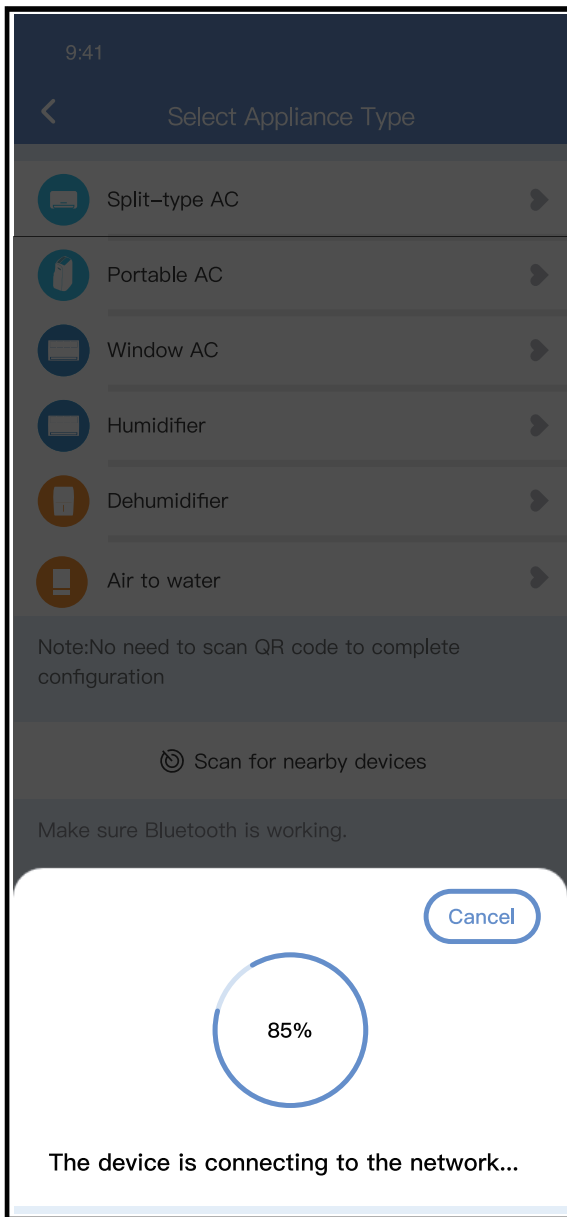 9:41
Select Appliance Type
Split-type AC
Portable AC
Window AC
Humidifier
Dehumidifier
Air to water
Note:No need to scan QR code to complete
configuration
Scan for nearby devices
Make sure Bluetooth is working.
Cancel
85%
The device is connecting to the network...